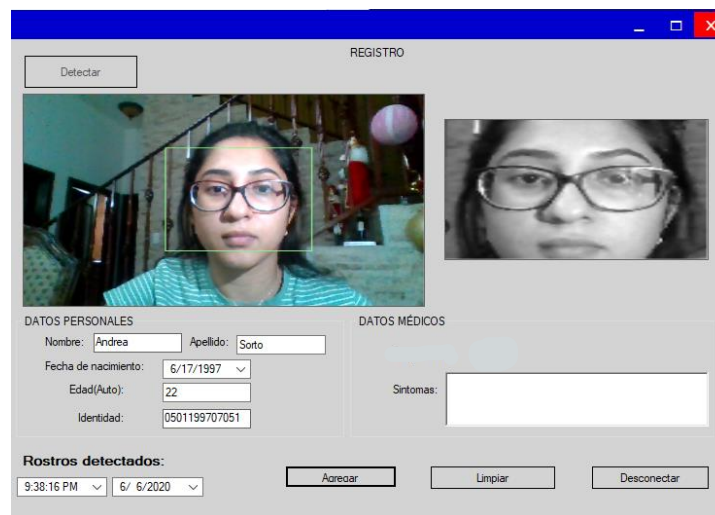 REGISTRO
Detectar
DATOS PERSONALES
DATOS MÉDICOS
Nombre: Andrea Apellido: Sorto
Fecha de nacimiento: 6/17/1997
Edad(Auto): 22
Sintomas:
Identidad: 0501199707051
Rostros detectados:
9:38:16 PM 6/ 6/2020
Agregar Limpiar Desconectar